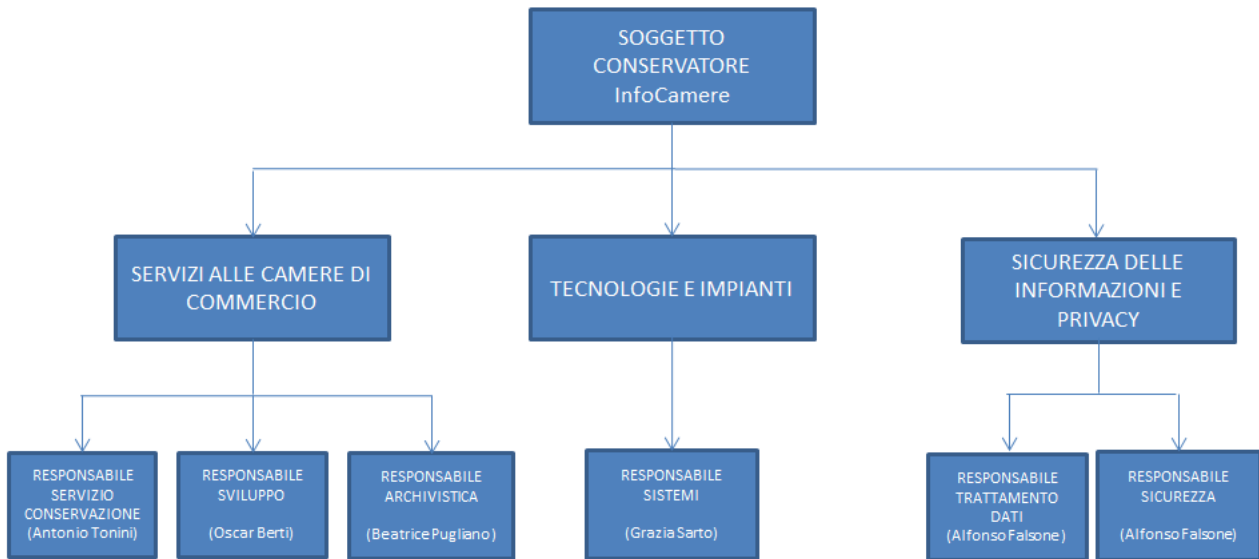 SOGGETTO
CONSERVATORE
InfoCamere
SERVIZI ALLE CAMERE DI
COMMERCIO
TECNOLOGIE E IMPIANTI
SICUREZZA DELLE
INFORMAZIONI E
PRIVACY
RESPONSABILE
SERVIZIO
CONSERVAZIONE
(Antonio Tonini)
RESPONSABILE
SVILUPPO
(Oscar Berti)
RESPONSABILE
ARCHIVISTICA
(Beatrice Pugliano)
RESPONSABILE
SISTEMI
(Grazia Sarto)
RESPONSABILE
TRATTAMENTO
DATI
(Alfonso Falsone)
RESPONSABILE
SICUREZZA
(Alfonso Falsone)